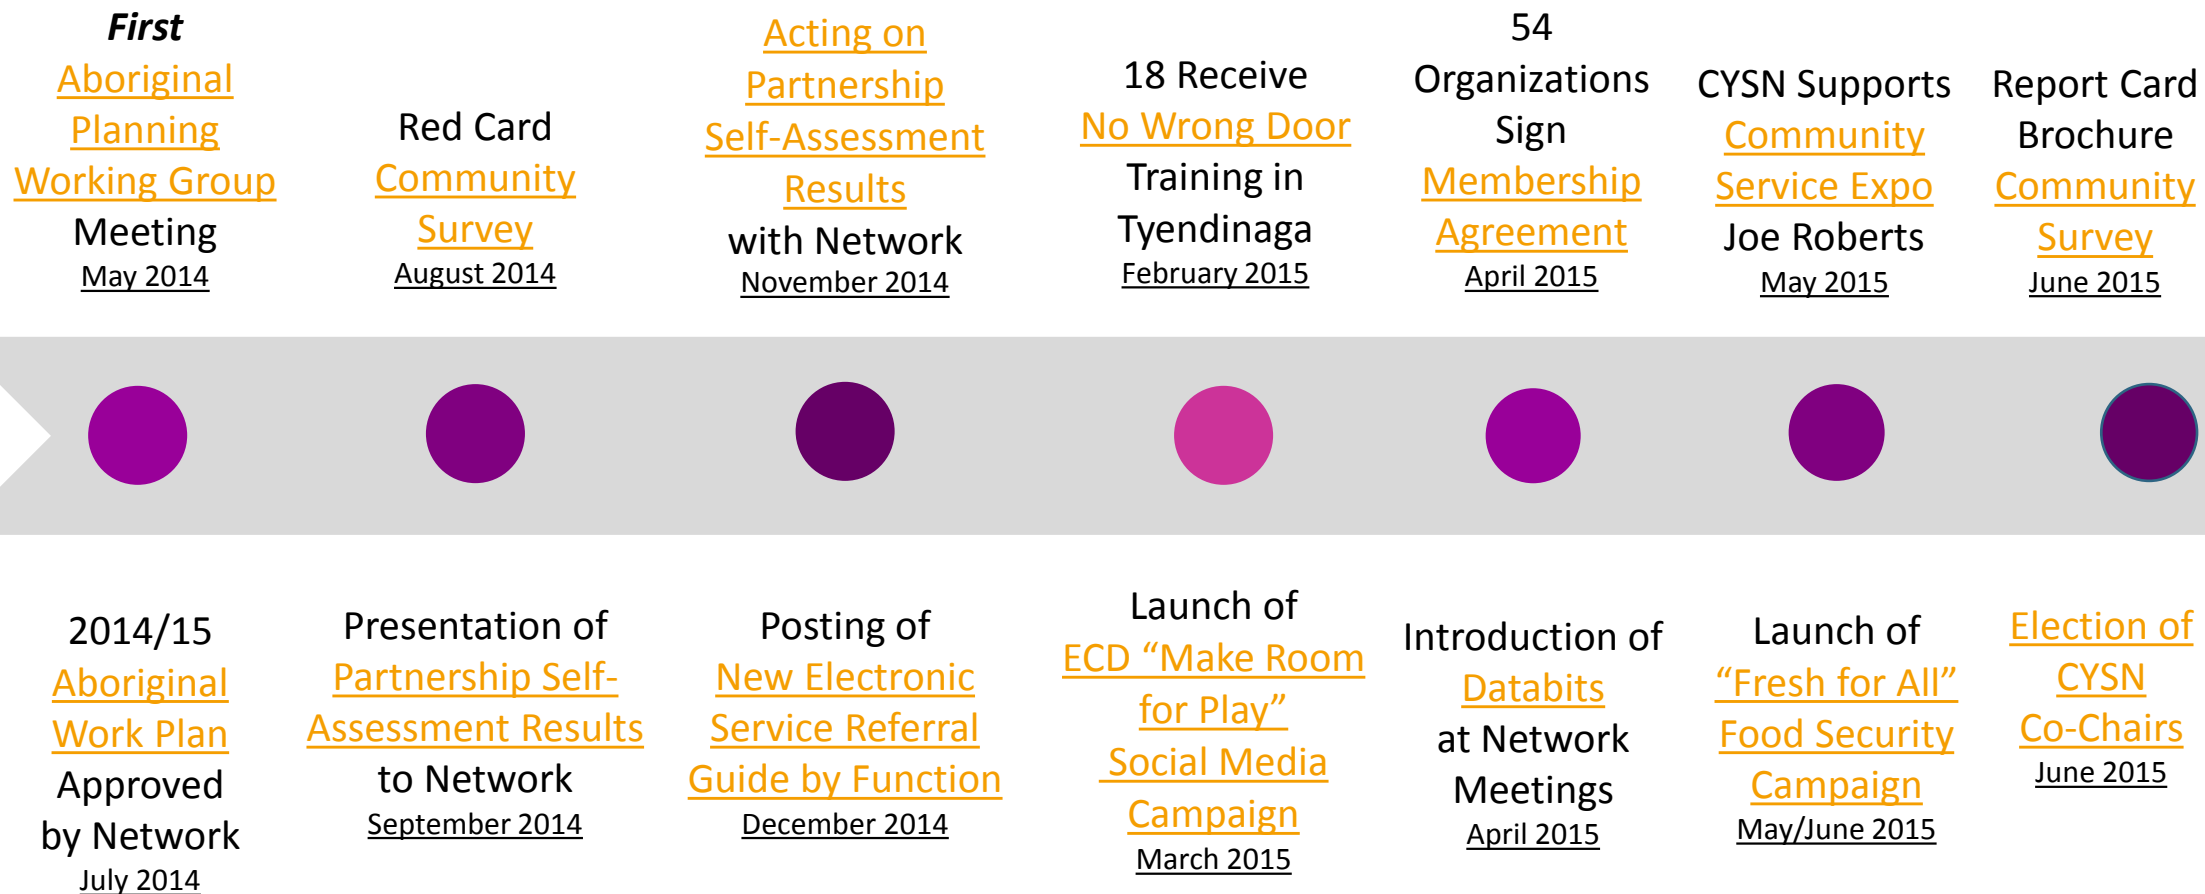 First
Aboriginal
Planning
Working Group
Meeting
May 2014
Red Card
Community
Survey
August 2014
Acting on
Partnership
Self-Assessment
Results
with Network
November 2014
18 Receive
No Wrong Door
Training in
Tyendinaga
February 2015
54
Organizations
Sign
Membership
Agreement
April 2015
CYSN Supports
Community
Service Expo
Joe Roberts
May 2015
Report Card
Brochure
Community
Survey
June 2015
2014/15
Aboriginal
Work Plan
Approved
by Network
July 2014
Presentation of
Partnership Self-
Assessment Results
to Network
September 2014
Posting of
New Electronic
Service Referral
Guide by Function
December 2014
Launch of
ECD “Make Room
for Play”
Social Media
Campaign
March 2015
Introduction of
Databits
at Network
Meetings
April 2015
Launch of
“Fresh for All”
Food Security
Campaign
May/June 2015
Election of
CYSN
Co-Chairs
June 2015